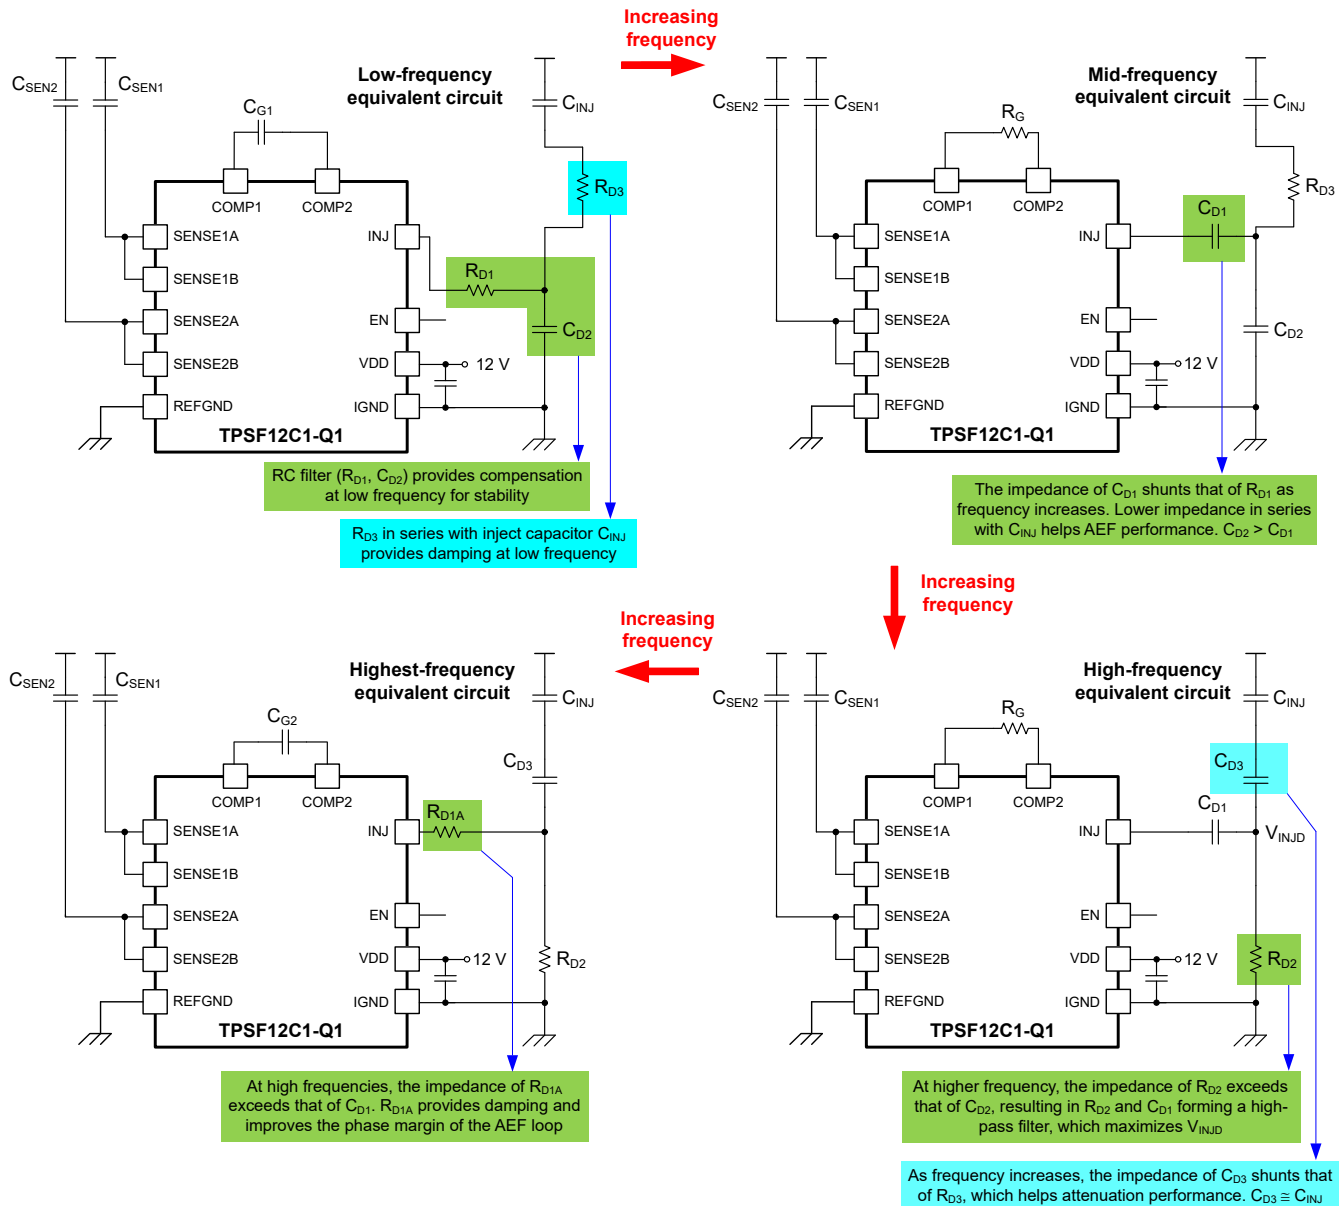 Increasing
frequency
Low-frequency
equivalent circuit
CSEN2
CSEN1
CG1
CINJ
RD3
COMP1
COMP2
SENSE1A
SENSE1B
SENSE2A
SENSE2B
REFGND
INJ
EN
VDD
IGND
RD1
CD2
12 V
TPSF12C1-Q1
RC filter (RD1, CD2) provides compensation
at low frequency for stability
RD3 in series with inject capacitor CINJ
provides damping at low frequency
Mid-frequency
equivalent circuit
CSEN2
CSEN1
RG
CINJ
RD3
COMP1
COMP2
SENSE1A
SENSE1B
SENSE2A
SENSE2B
REFGND
INJ
EN
VDD
IGND
CD1
CD2
12 V
TPSF12C1-Q1
The impedance of CD1 shunts that of RD1 as
frequency increases. Lower impedance in series
with CINJ helps AEF performance. CD2 > CD1
Increasing
frequency
High-frequency
equivalent circuit
CSEN2
CSEN1
RG
CINJ
CD3
COMP1
COMP2
SENSE1A
SENSE1B
SENSE2A
SENSE2B
REFGND
INJ
EN
VDD
IGND
CD1
VINJD
RD2
12 V
TPSF12C1-Q1
At higher frequency, the impedance of RD2 exceeds
that of CD2, resulting in RD2 and CD1 forming a high-
pass filter, which maximizes VINJD
As frequency increases, the impedance of CD3 shunts that
of RD3, which helps attenuation performance. CD3 ≅ CINJ
Increasing
frequency
Highest-frequency
equivalent circuit
CSEN2
CSEN1
CG2
CINJ
CD3
COMP1
COMP2
SENSE1A
SENSE1B
SENSE2A
SENSE2B
REFGND
INJ
EN
VDD
IGND
RD1A
RD2
12 V
TPSF12C1-Q1
At high frequencies, the impedance of RD1A
exceeds that of CD1. RD1A provides damping and
improves the phase margin of the AEF loop